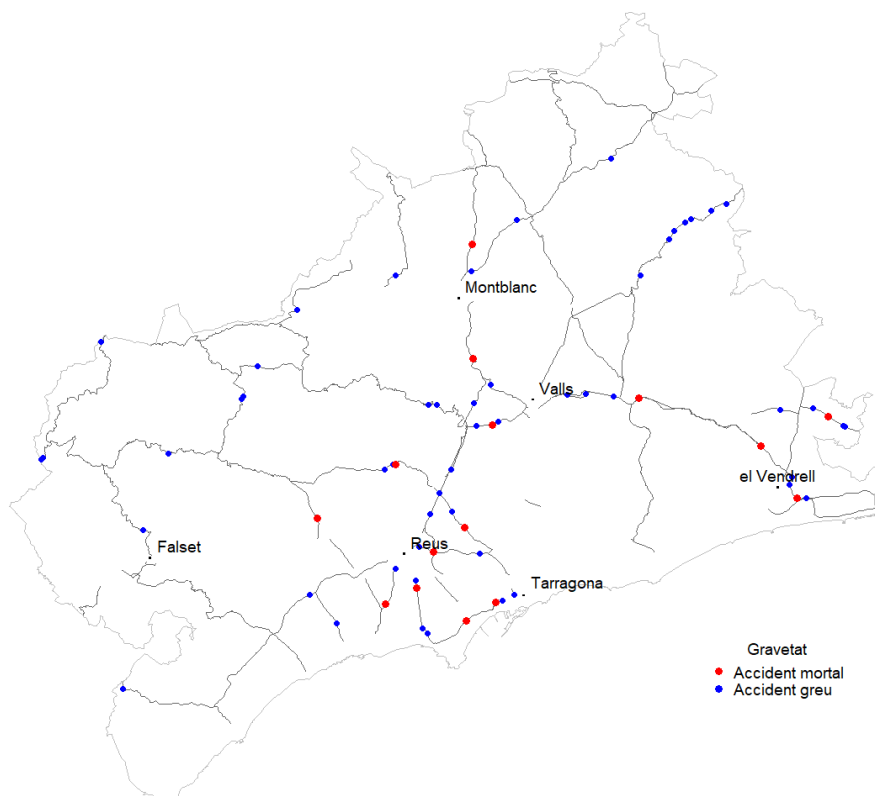 Montblanc
Valls
el Vendrell
Reus
Falset
Tarragona
Gravetat
Accident mortal
Accident greu